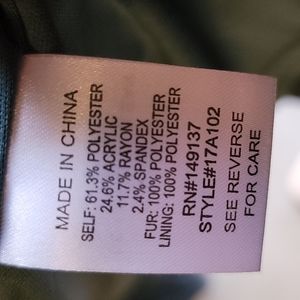 MADE IN CHINA
SELF: 61.3% POLYESTER
24.6% ACRYLIC
11.7% RAYON
2.4% SPANDEX
FUR: 100% POLYESTER
LINING: 100% POLYESTER
RN#149137
STYLE#17A102
SEE REVERSE
FOR CARE